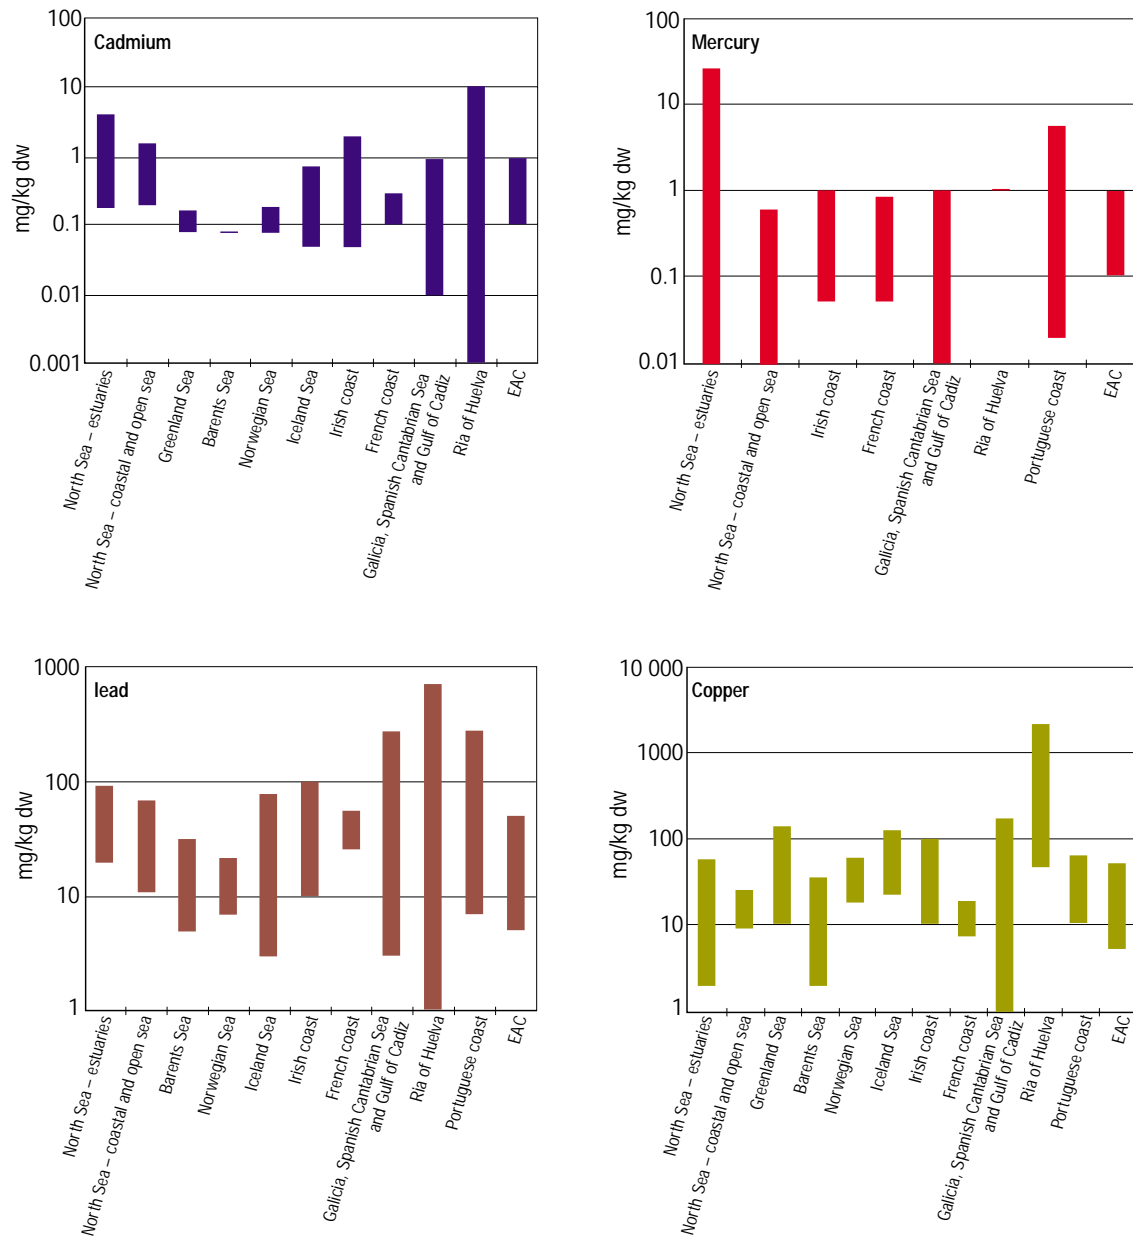 Cadmium
mg/kg dw
100
10
1
0.1
0.01
0.001
North Sea – estuaries
North Sea – coastal and open sea
Greenland Sea
Barents Sea
Norwegian Sea
Iceland Sea
Irish coast
French coast
Galicia, Spanish Cantabrian Sea
and Gulf of Cadiz
Ria of Huelva
EAC
Mercury
mg/kg dw
100
10
1
0.1
0.01
North Sea – estuaries
North Sea – coastal and open sea
Irish coast
French coast
Galicia, Spanish Cantabrian Sea
and Gulf of Cadiz
Ria of Huelva
Portuguese coast
EAC
lead
mg/kg dw
1000
100
10
1
North Sea – estuaries
North Sea – coastal and open sea
Barents Sea
Norwegian Sea
Iceland Sea
Irish coast
French coast
Galicia, Spanish Cantabrian Sea
and Gulf of Cadiz
Ria of Huelva
Portuguese coast
EAC
Copper
mg/kg dw
10 000
1000
100
10
1
North Sea – estuaries
North Sea – coastal and open sea
Greenland Sea
Barents Sea
Norwegian Sea
Iceland Sea
Irish coast
French coast
Galicia, Spanish Cantabrian Sea
and Gulf of Cadiz
Ria of Huelva
Portuguese coast
EAC